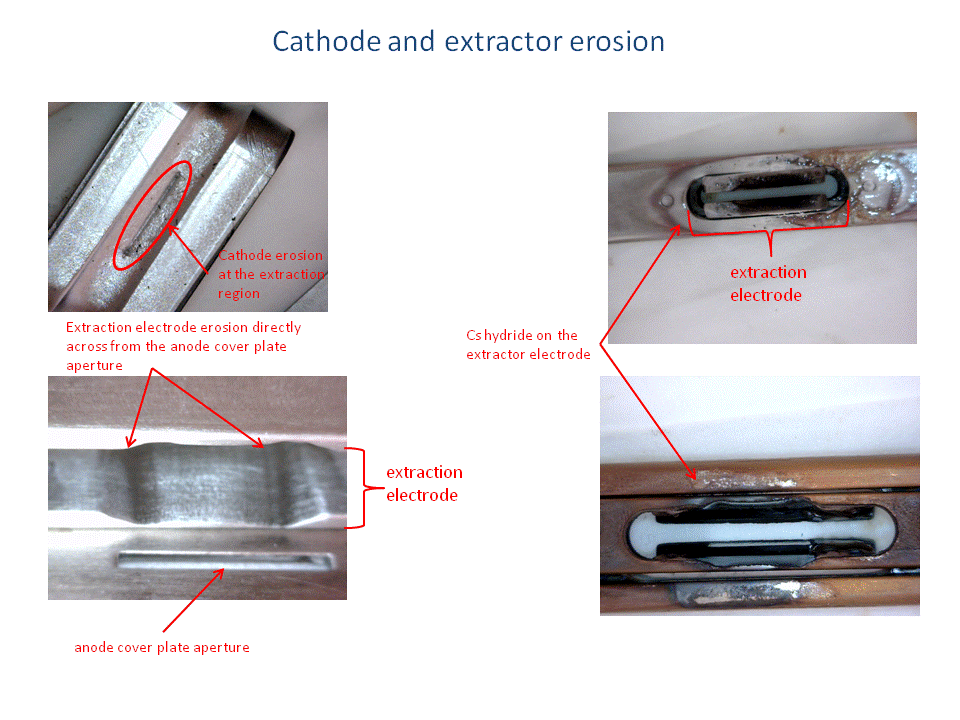 Cathode and extractor erosion
Cathode erosion
at the extraction
region
Extraction electrode erosion directly
across from the anode cover plate
aperture
extraction
electrode
anode cover plate aperture
extraction
electrode
Cs hydride on the
extractor electrode